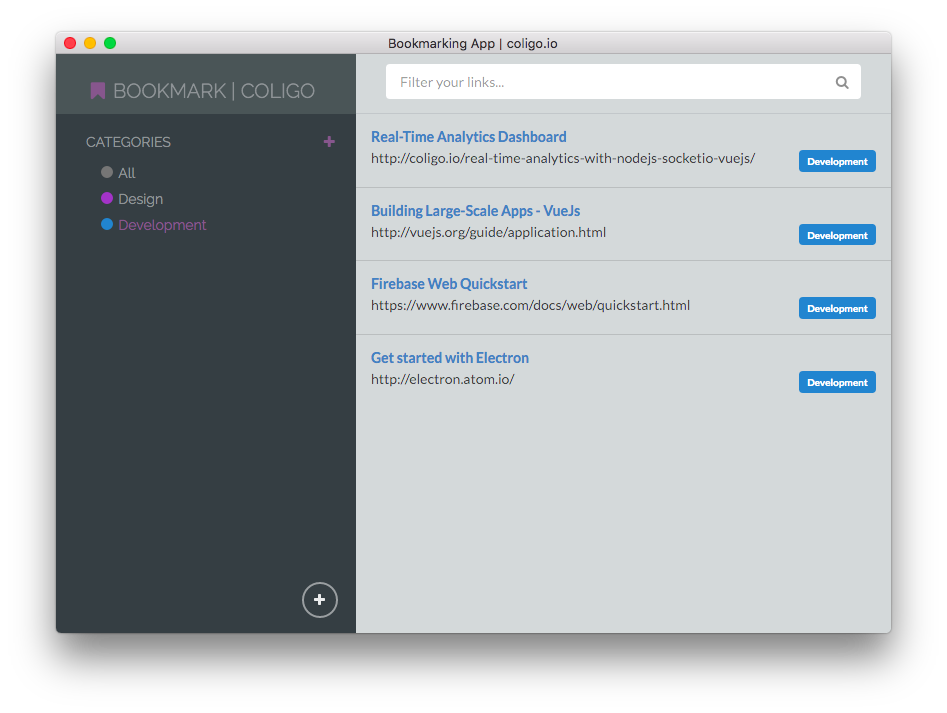 Bookmarking App | coligo.io
BOOKMARK | COLIGO
CATEGORIES +
All
Design
Development
+
Filter your links...
Real-Time Analytics Dashboard
http://coligo.io/real-time-analytics-with-nodejs-socketio-vuejs/
Development
Building Large-Scale Apps - VueJs
http://vuejs.org/guide/application.html
Development
Firebase Web Quickstart
https://www.firebase.com/docs/web/quickstart.html
Development
Get started with Electron
http://electron.atom.io/
Development